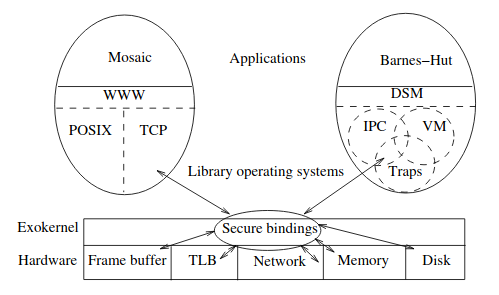 Mosaic
Applications
Barnes–Hut
WWW
DSM
POSIX
TCP
IPC
VM
Library operating systems
Traps
Exokernel
Secure bindings
Hardware
Frame buffer
TLB
Network
Memory
Disk